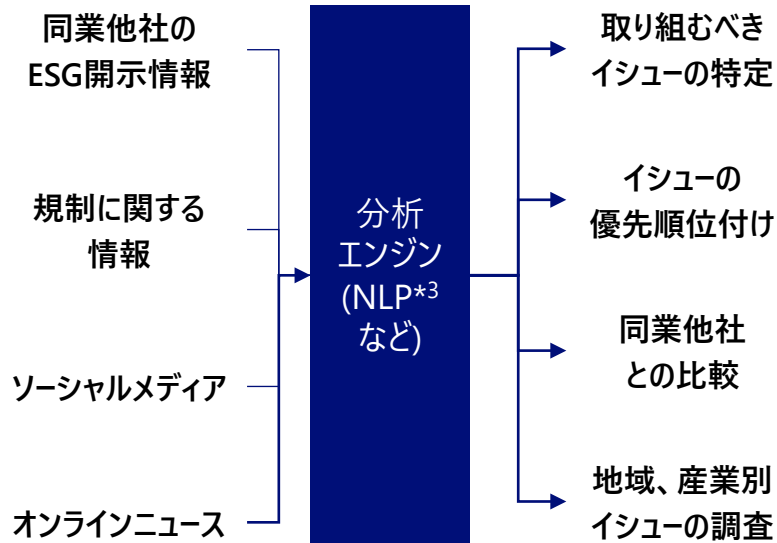 同業他社の
ESG開示情報
規制に関する
情報
ソーシャルメディア
オンラインニュース
分析
エンジン
(NLP*3
など)
取り組むべき
イシューの特定
イシューの
優先順位付け
同業他社
との比較
地域、産業別
イシューの調査